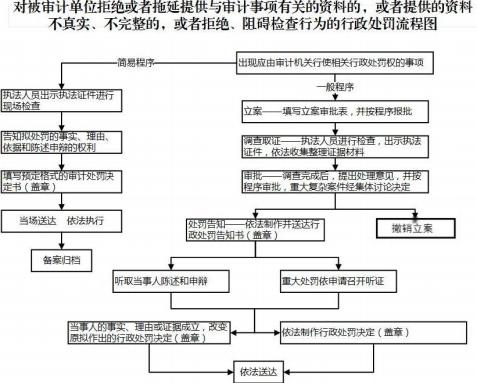 对被审计单位拒绝或者拖延提供与审计事项有关的资料的，或者提供的资料
不真实、不完整的，或者拒绝、阻碍检查行为的行政处罚流程图
简易程序
出现应由审计机关行使相关行政处罚权的事项
一般程序
执法人员出示执法证件进行
现场检查
告知拟处罚的事实、理由、
依据和陈述申辩的权利
填写预定格式的审计处罚决
定书（盖章）
当场送达 依法执行
备案归档
立案——填写立案审批表，并按程序报批
调查取证——执法人员进行检查，出示执法
证件，依法收集整理证据材料
审批——调查完成后，提出处理意见，并按
程序审批，重大复杂案件经集体讨论决定
处罚告知——依法制作并送达行
政处罚告知书（盖章）
撤销立案
听取当事人陈述和申辩
重大处罚依申请召开听证
当事人的事实、理由或证据成立，改变
原拟作出的行政处罚决定（盖章）
依法制作行政处罚决定（盖章）
依法送达